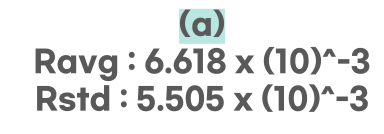 (a)
Ravg : 6.618 x (10)^-3
Rstd : 5.505 x (10)^-3